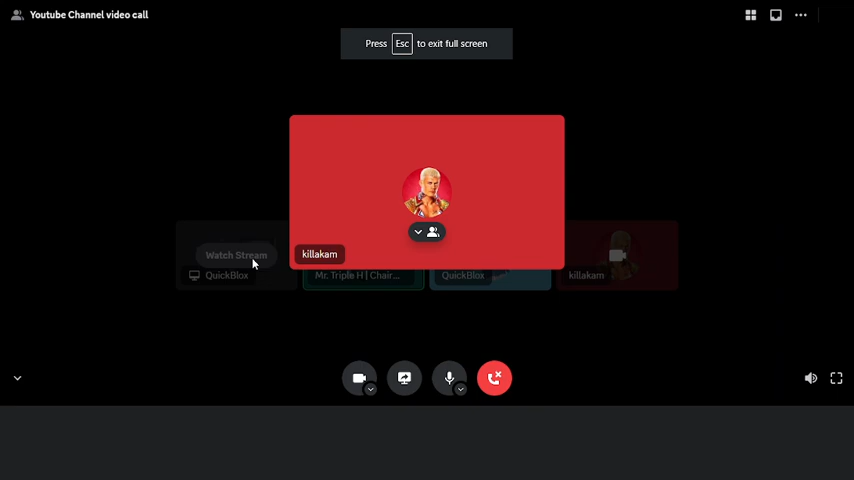 Youtube Channel video call
Press Esc to exit full screen
killakam
Watch Stream
QuickBlox
Mr. Triple H | Chair...
QuickBlox
killakam